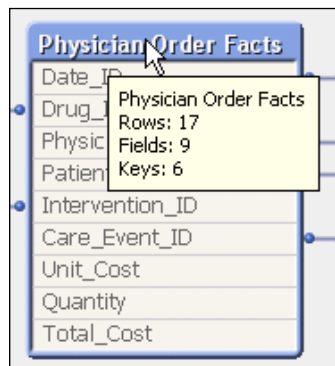 Physician Order Facts
Date_ID
Drug_I
Physic
Patient
Intervention_ID
Care_Event_ID
Unit_Cost
Quantity
Total_Cost
Physician Order Facts
Rows: 17
Fields: 9
Keys: 6